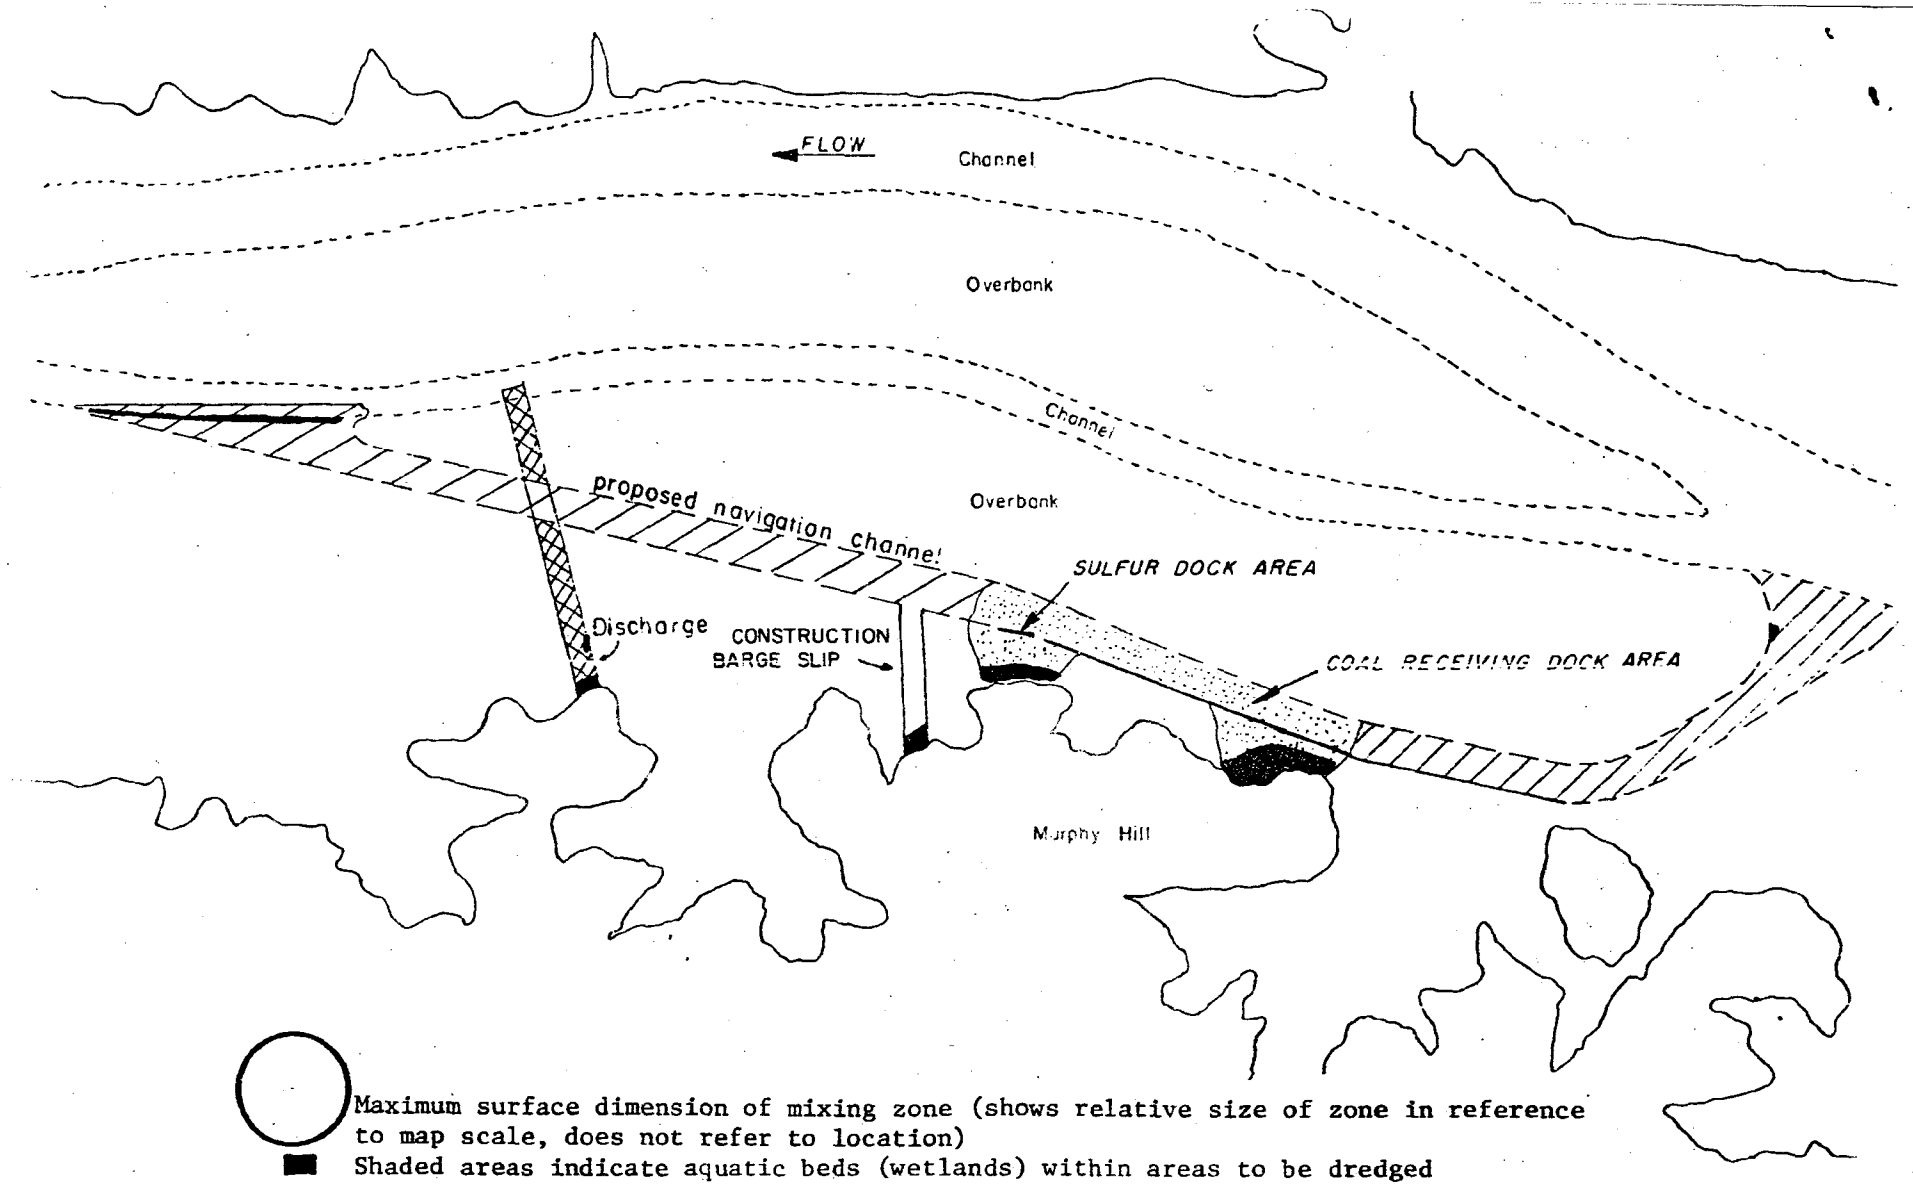 FLOW
Channel
Overbank
Channel
proposed navigation channel
Overbank
SULFUR DOCK AREA
Discharge
CONSTRUCTION
BARGE SLIP
COAL RECEIVING DOCK AREA
Murphy Hill
Maximum surface dimension of mixing zone (shows relative size of zone in reference
to map scale, does not refer to location)
Shaded areas indicate aquatic beds (wetlands) within areas to be dredged